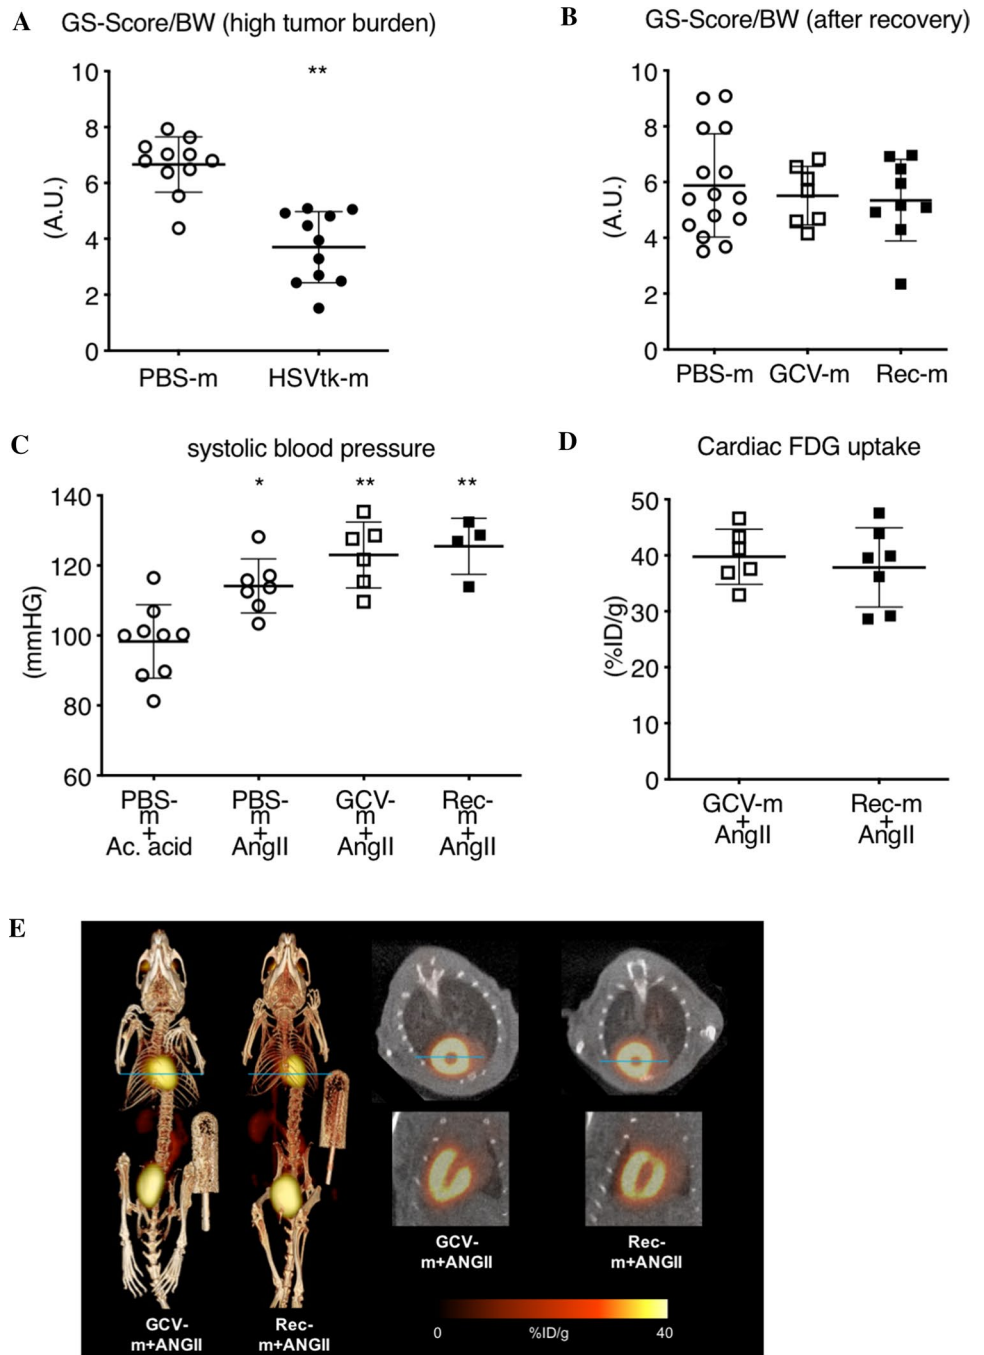 A GS-Score/BW (high tumor burden)
10
**
8
6
4
2
0
(A.U.)
PBS-m HSVtk-m
B GS-Score/BW (after recovery)
10
8
6
4
2
0
(A.U.)
PBS-m GCV-m Rec-m
C systolic blood pressure
* ** **
140
120
100
80
60
(mmHG)
PBS-
m
+
Ac. acid
PBS-
m
+
AngII
GCV-
m
+
AngII
Rec-
m
+
AngII
D Cardiac FDG uptake
50
40
30
20
10
0
(%ID/g)
GCV-m
+
AngII
Rec-m
+
AngII
E
GCV-
m+ANGII
Rec-
m+ANGII
GCV-
m+ANGII
Rec-
m+ANGII
0 %ID/g 40